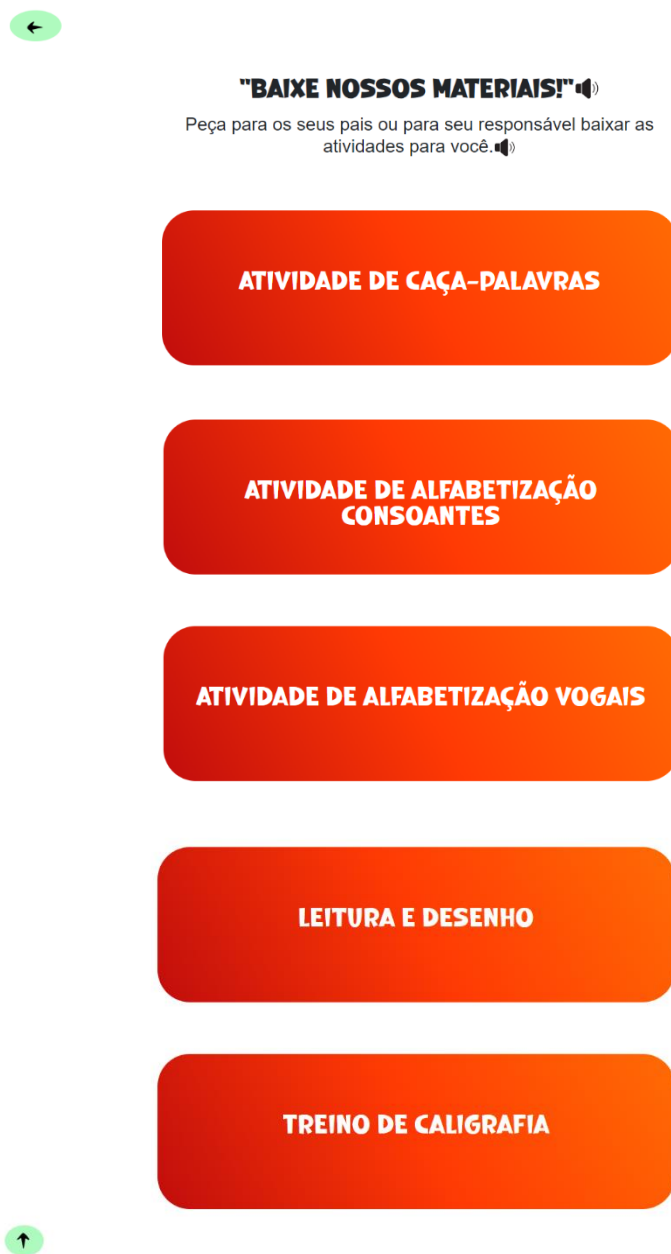 "BAIXE NOSSOS MATERIAIS!"
Peça para os seus pais ou para seu responsável baixar as
atividades para você.
ATIVIDADE DE CAÇA-PALAVRAS
ATIVIDADE DE ALFABETIZAÇÃO
CONSOANTES
ATIVIDADE DE ALFABETIZAÇÃO VOGAIS
LEITURA E DESENHO
TREINO DE CALIGRAFIA